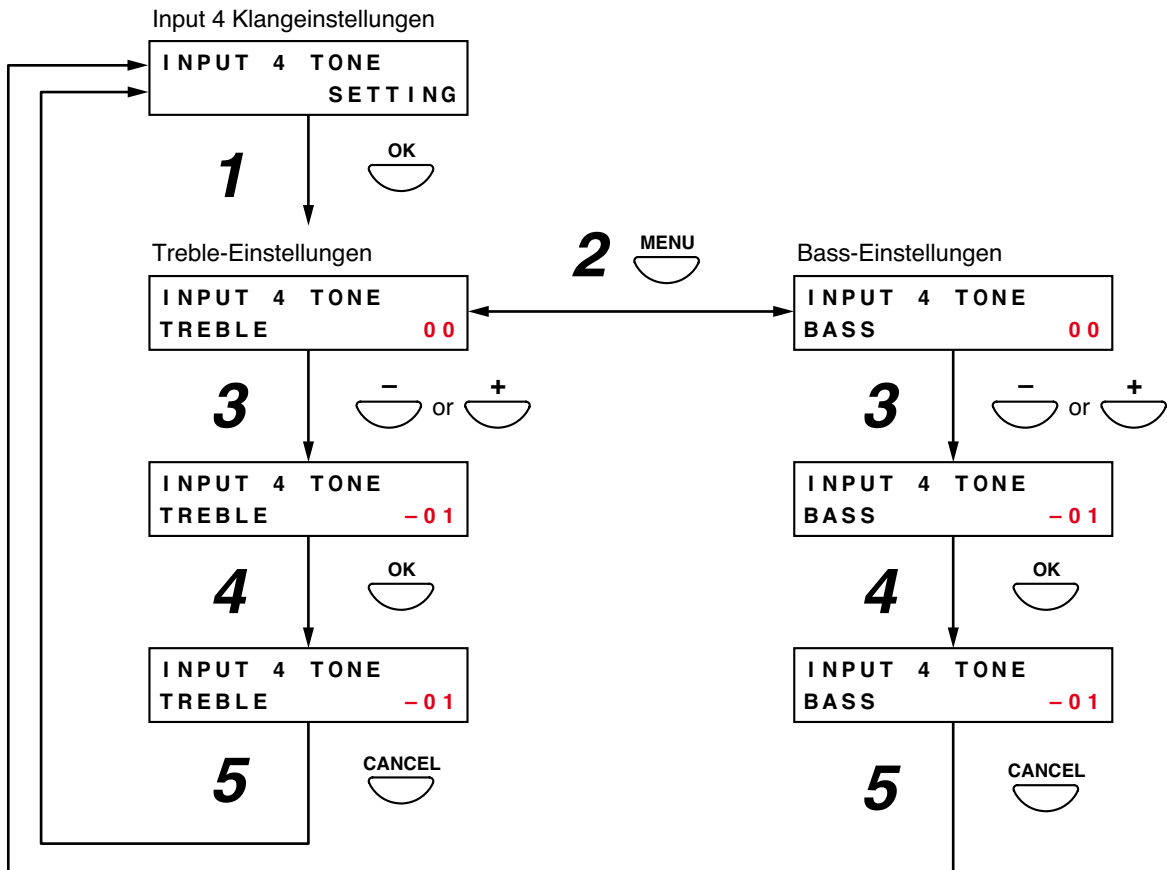 Input 4 Klangeinstellungen
INPUT 4 TONE
SETTING
1
OK
Treble-Einstellungen
2
MENU
Bass-Einstellungen
INPUT 4 TONE
TREBLE 00
INPUT 4 TONE
BASS 00
3
– or +
3
– or +
INPUT 4 TONE
TREBLE –01
INPUT 4 TONE
BASS –01
4
OK
4
OK
INPUT 4 TONE
TREBLE –01
INPUT 4 TONE
BASS –01
5
CANCEL
5
CANCEL